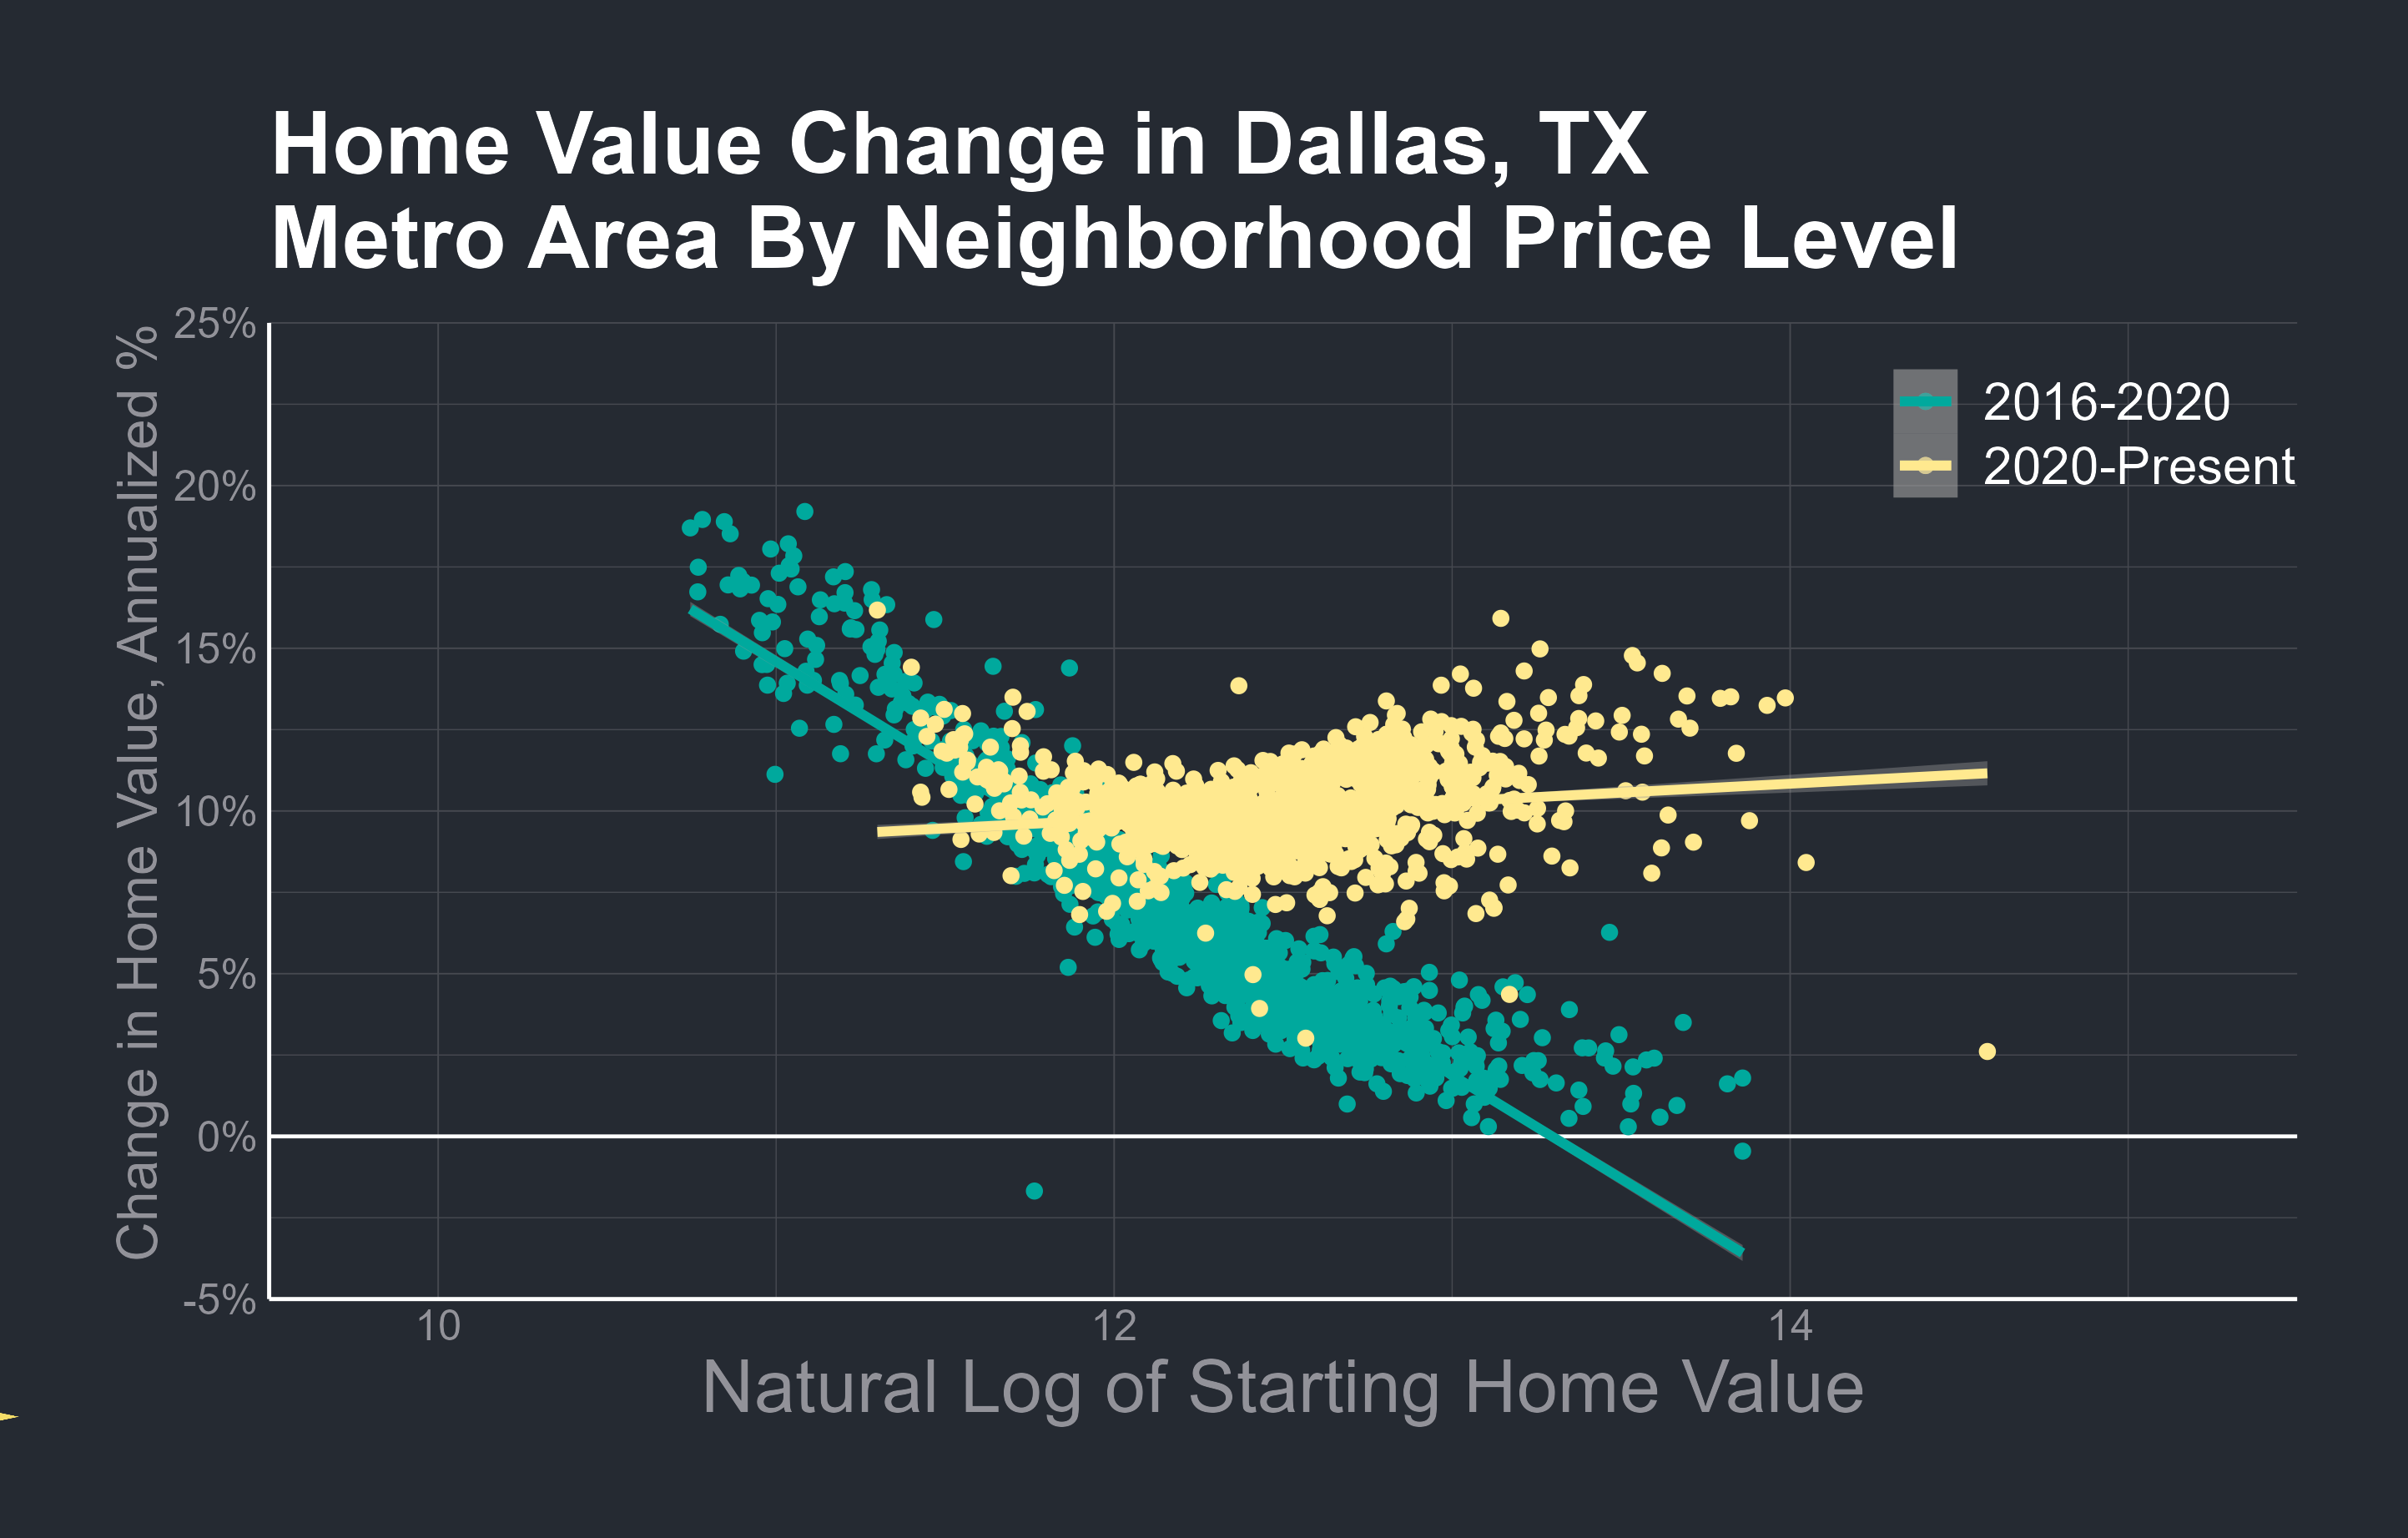 Home Value Change in Dallas, TX
Metro Area By Neighborhood Price Level
Change in Home Value, Annualized %
25%
20%
15%
10%
5%
0%
-5%
2016-2020
2020-Present
10
12
14
Natural Log of Starting Home Value